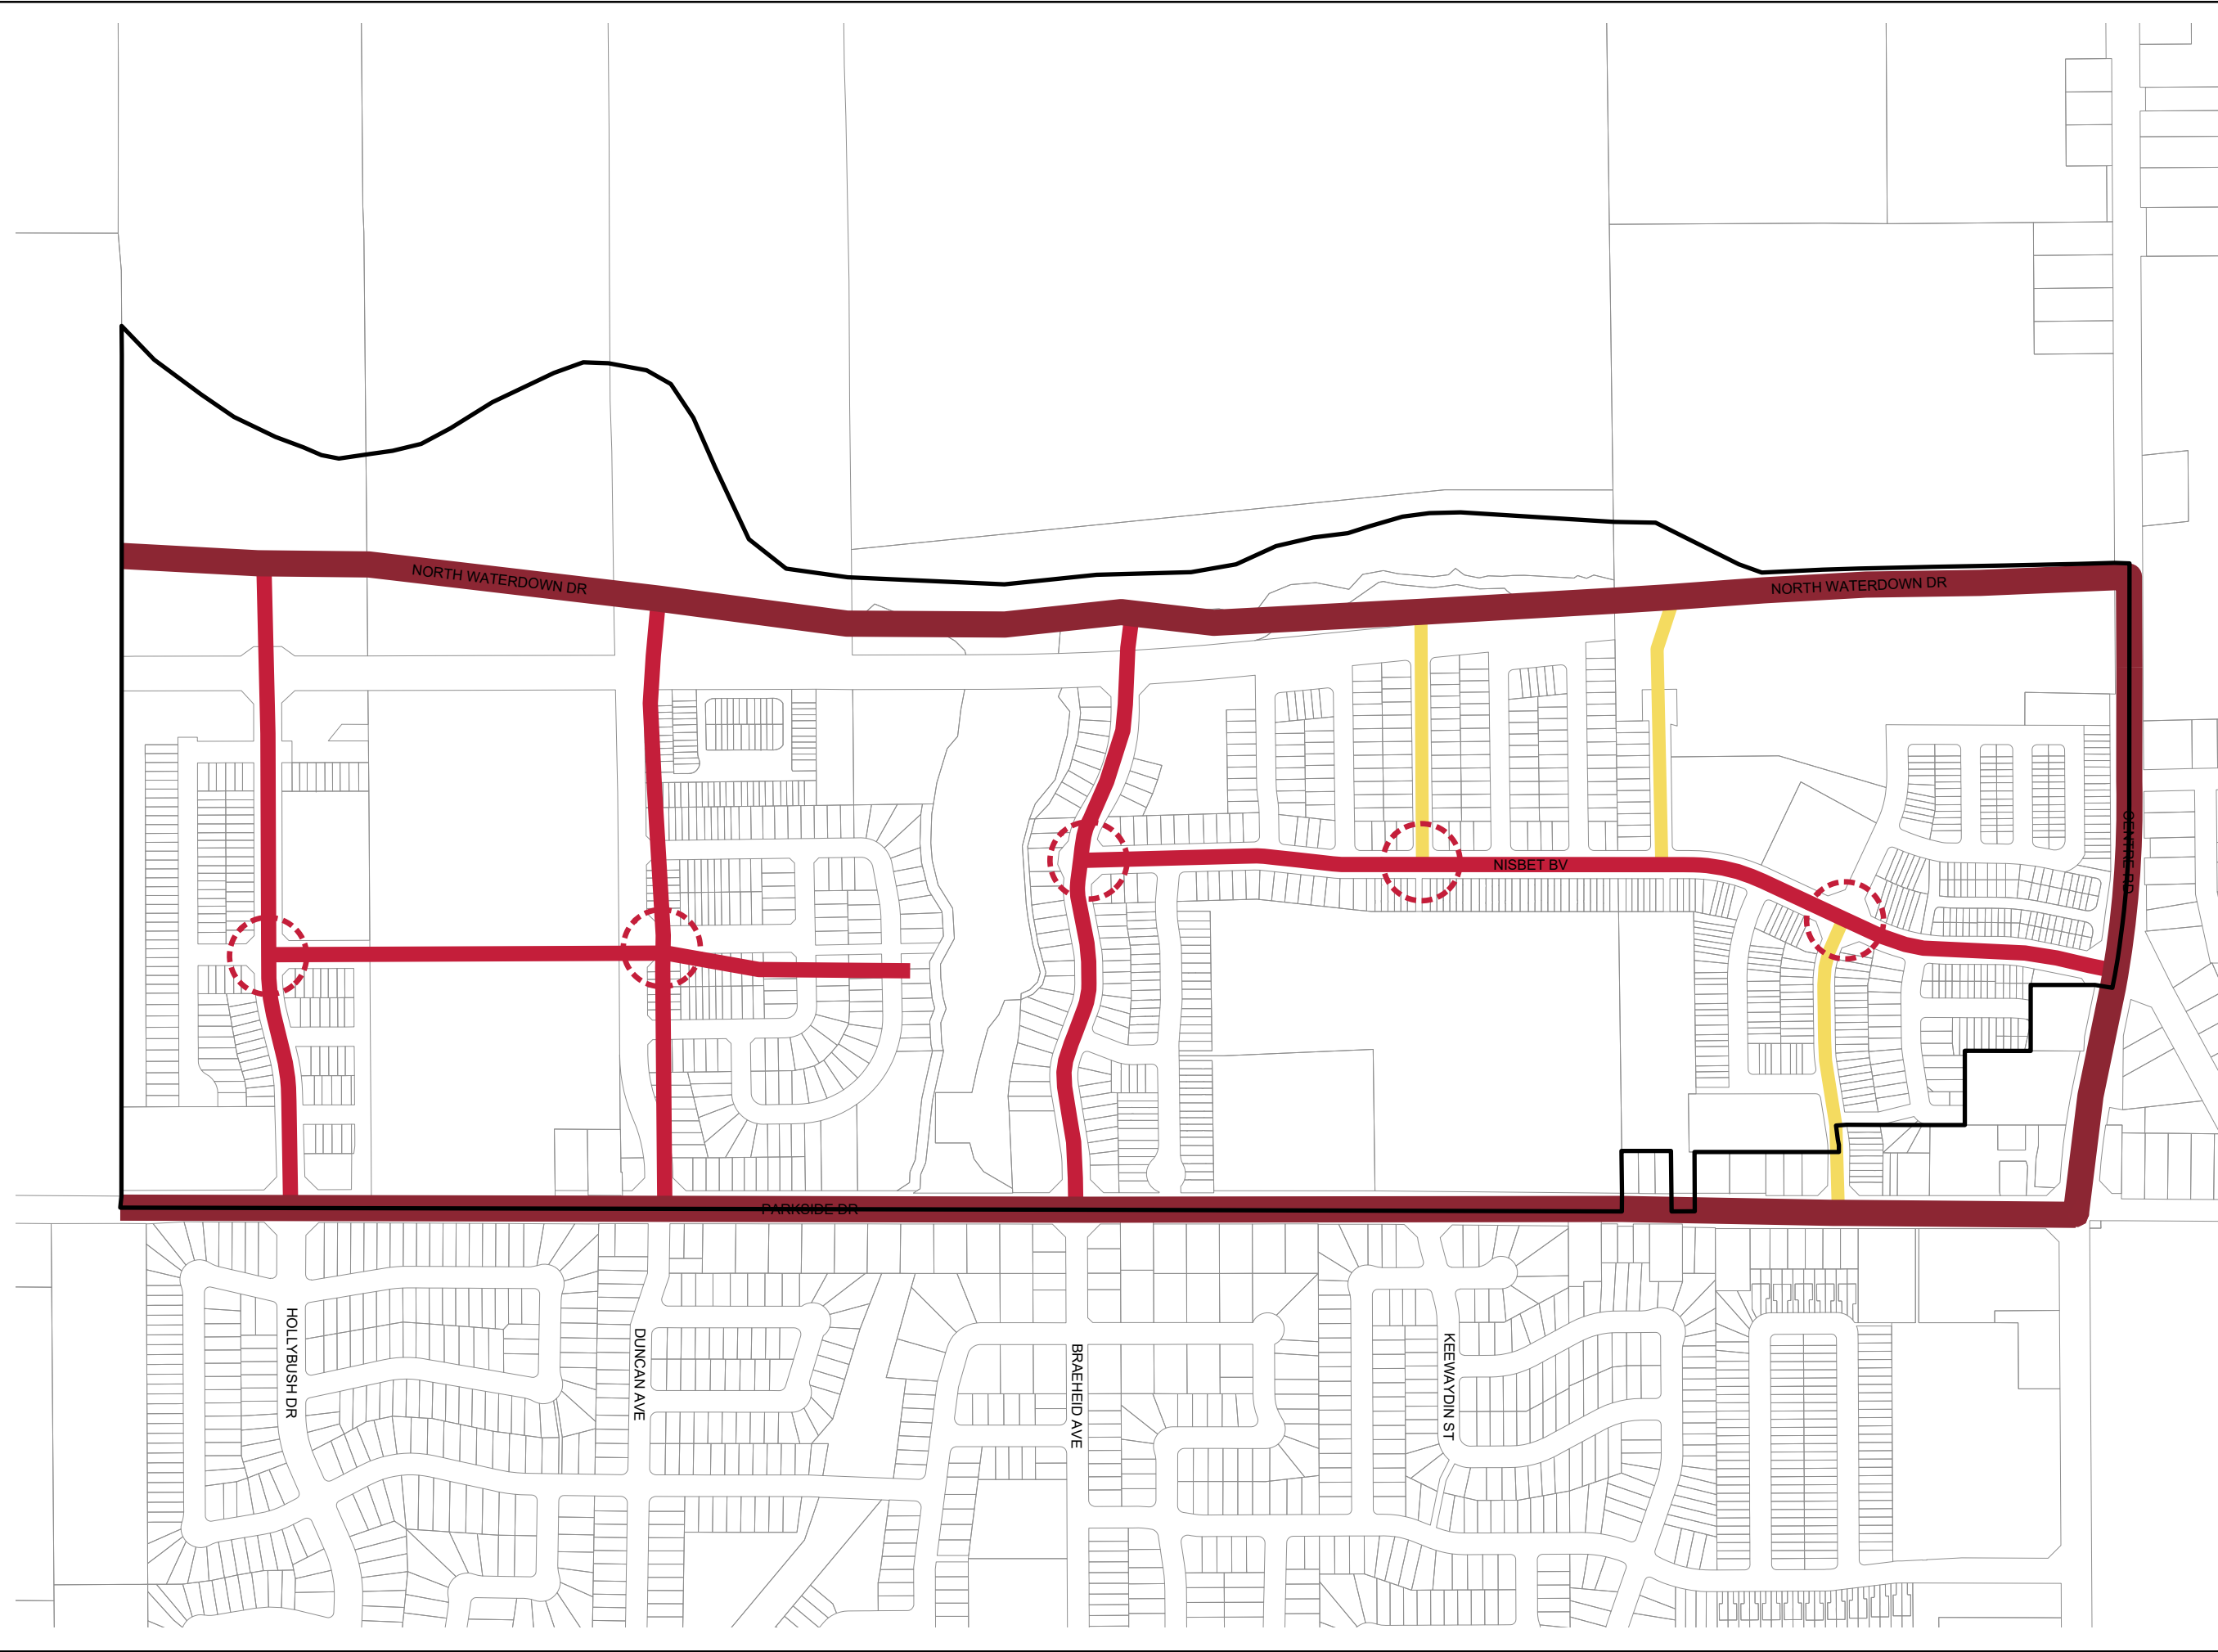 NORTH WATERDOWN DR
NORTH WATERDOWN DR
CENTRE RD
NISBET BV
PARKSIDE DR
HOLLYBUSH DR
DUNCAN AVE
BRAEHEID AVE
KEEWAYDIN ST